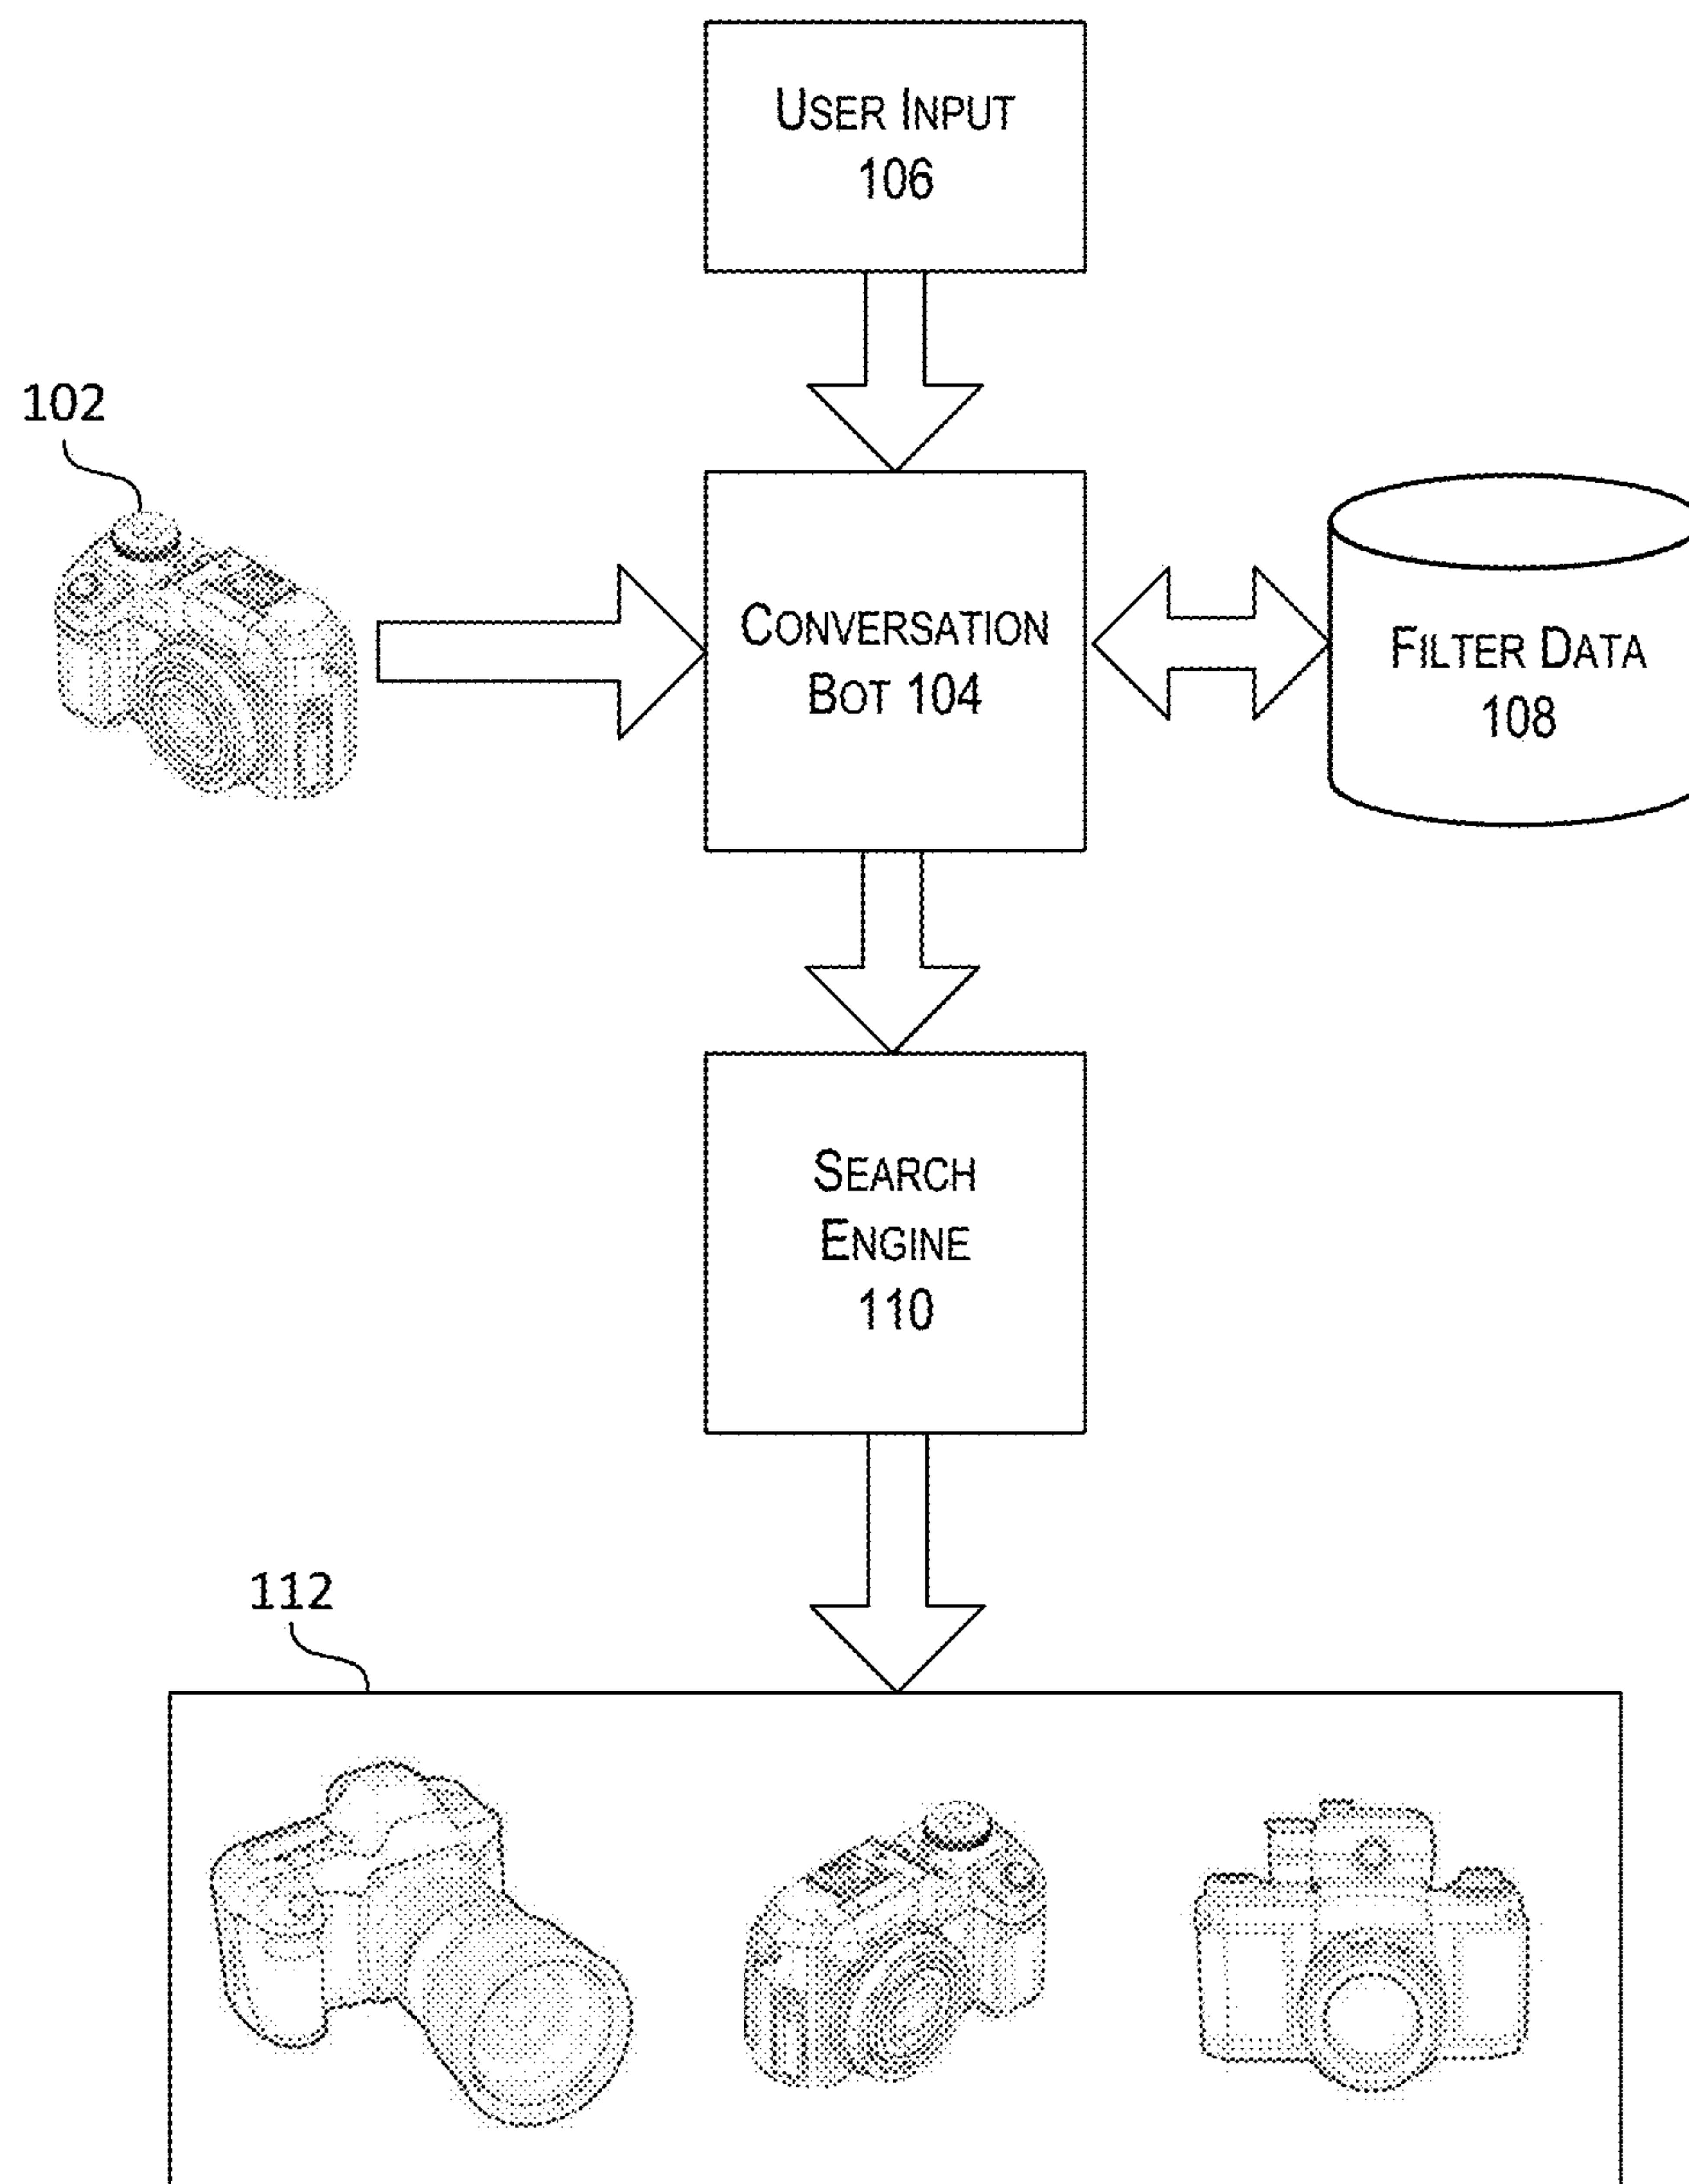 USER INPUT
106
102
CONVERSATION
BOT 104
FILTER DATA
108
SEARCH
ENGINE
110
112